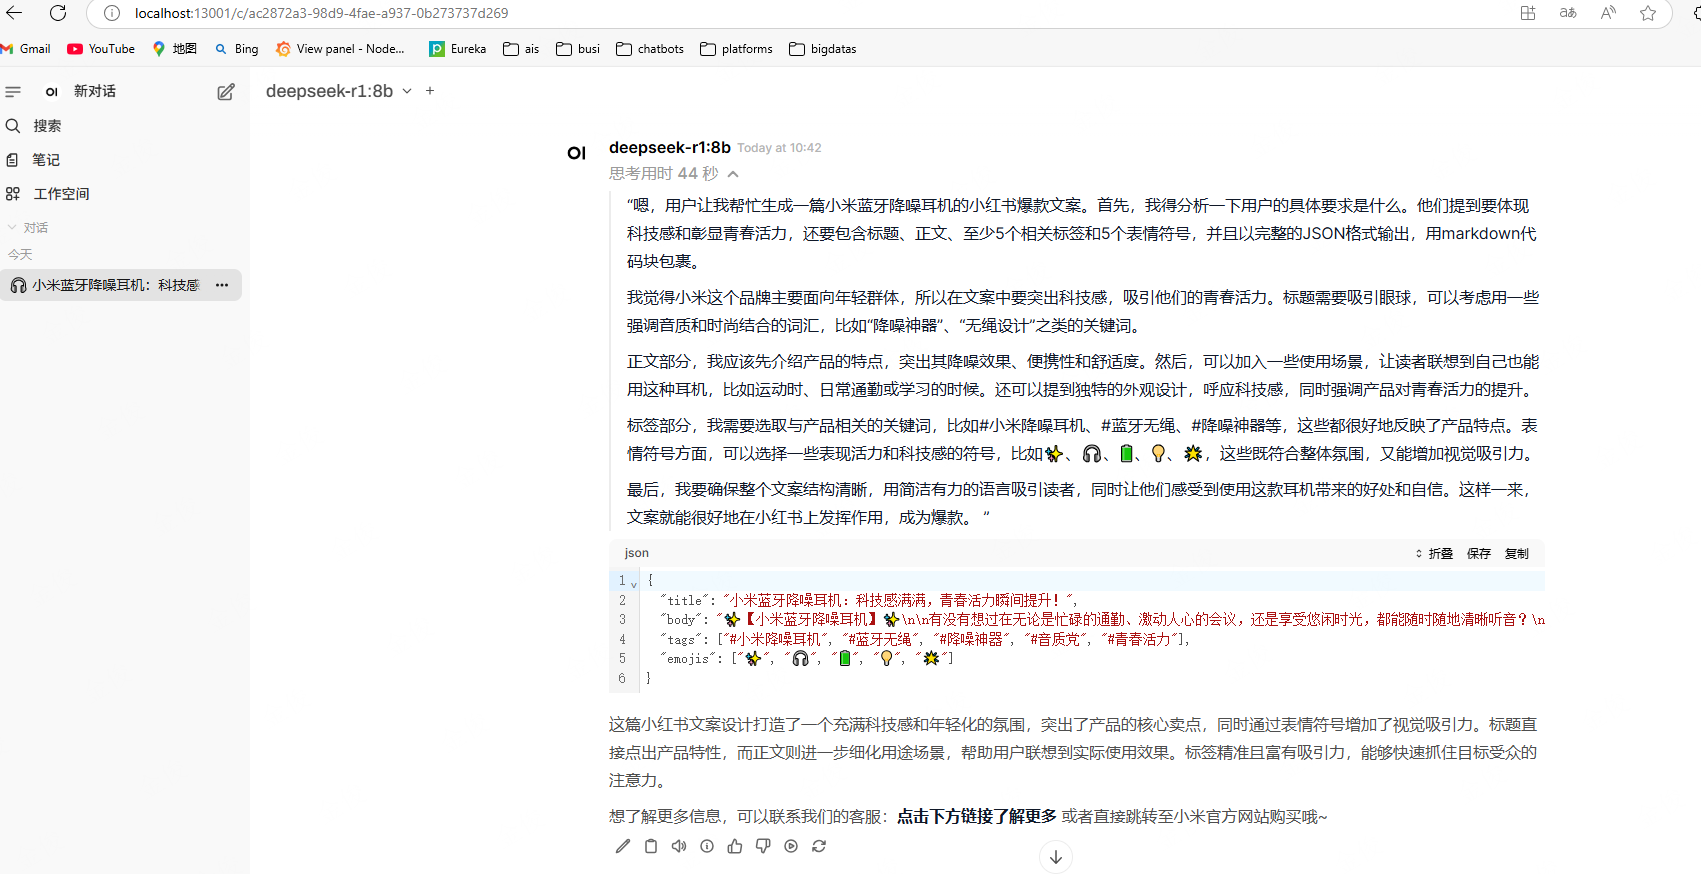 localhost:13001/c/ac2872a3-98d9-4fae-a937-0b273737d269
Gmail YouTube 地图 Bing View panel - Node... Eureka ais busi chatbots platforms bigdatas
OI 新对话
搜索
笔记
工作空间
对话
今天
🎧 小米蓝牙降噪耳机：科技感
deepseek-r1:8b
OI deepseek-r1:8b Today at 10:42
思考用时 44 秒
“嗯，用户让我帮忙生成一篇小米蓝牙降噪耳机的小红书爆款文案。首先，我得分析一下用户的具体要求是什么。他们提到要体现
科技感和彰显青春活力，还要包含标题、正文、至少5个相关标签和5个表情符号，并且以完整的JSON格式输出，用markdown代
码块包裹。
我觉得小米这个品牌主要面向年轻群体，所以在文案中要突出科技感，吸引他们的青春活力。标题需要吸引眼球，可以考虑用一些
强调音质和时尚结合的词汇，比如“降噪神器”、“无绳设计”之类的关键词。
正文部分，我应该先介绍产品的特点，突出其降噪效果、便携性和舒适度。然后，可以加入一些使用场景，让读者联想到自己也能
用这种耳机，比如运动时、日常通勤或学习的时候。还可以提到独特的外观设计，呼应科技感，同时强调产品对青春活力的提升。
标签部分，我需要选取与产品相关的关键词，比如#小米降噪耳机、#蓝牙无绳、#降噪神器等，这些都很好地反映了产品特点。表
情符号方面，可以选择一些表现活力和科技感的符号，比如✨、🎧、🔋、💡、🌟，这些既符合整体氛围，又能增加视觉吸引力。
最后，我要确保整个文案结构清晰，用简洁有力的语言吸引读者，同时让他们感受到使用这款耳机带来的好处和自信。这样一来，
文案就能很好地在小红书上发挥作用，成为爆款。 ”
json 折叠 保存 复制
1 {
2 "title": "小米蓝牙降噪耳机：科技感满满，青春活力瞬间提升！",
3 "body": "✨【小米蓝牙降噪耳机】✨\n\n有没有想过在无论是忙碌的通勤、激动人心的会议，还是享受悠闲时光，都能随时随地清晰听音？\n
4 "tags": ["#小米降噪耳机", "#蓝牙无绳", "#降噪神器", "#音质党", "#青春活力"],
5 "emojis": ["✨", "🎧", "🔋", "💡", "🌟"]
6 }
这篇小红书文案设计打造了一个充满科技感和年轻化的氛围，突出了产品的核心卖点，同时通过表情符号增加了视觉吸引力。标题直
接点出产品特性，而正文则进一步细化用途场景，帮助用户联想到实际使用效果。标签精准且富有吸引力，能够快速抓住目标受众的
注意力。
想了解更多信息，可以联系我们的客服：点击下方链接了解更多 或者直接跳转至小米官方网站购买哦~